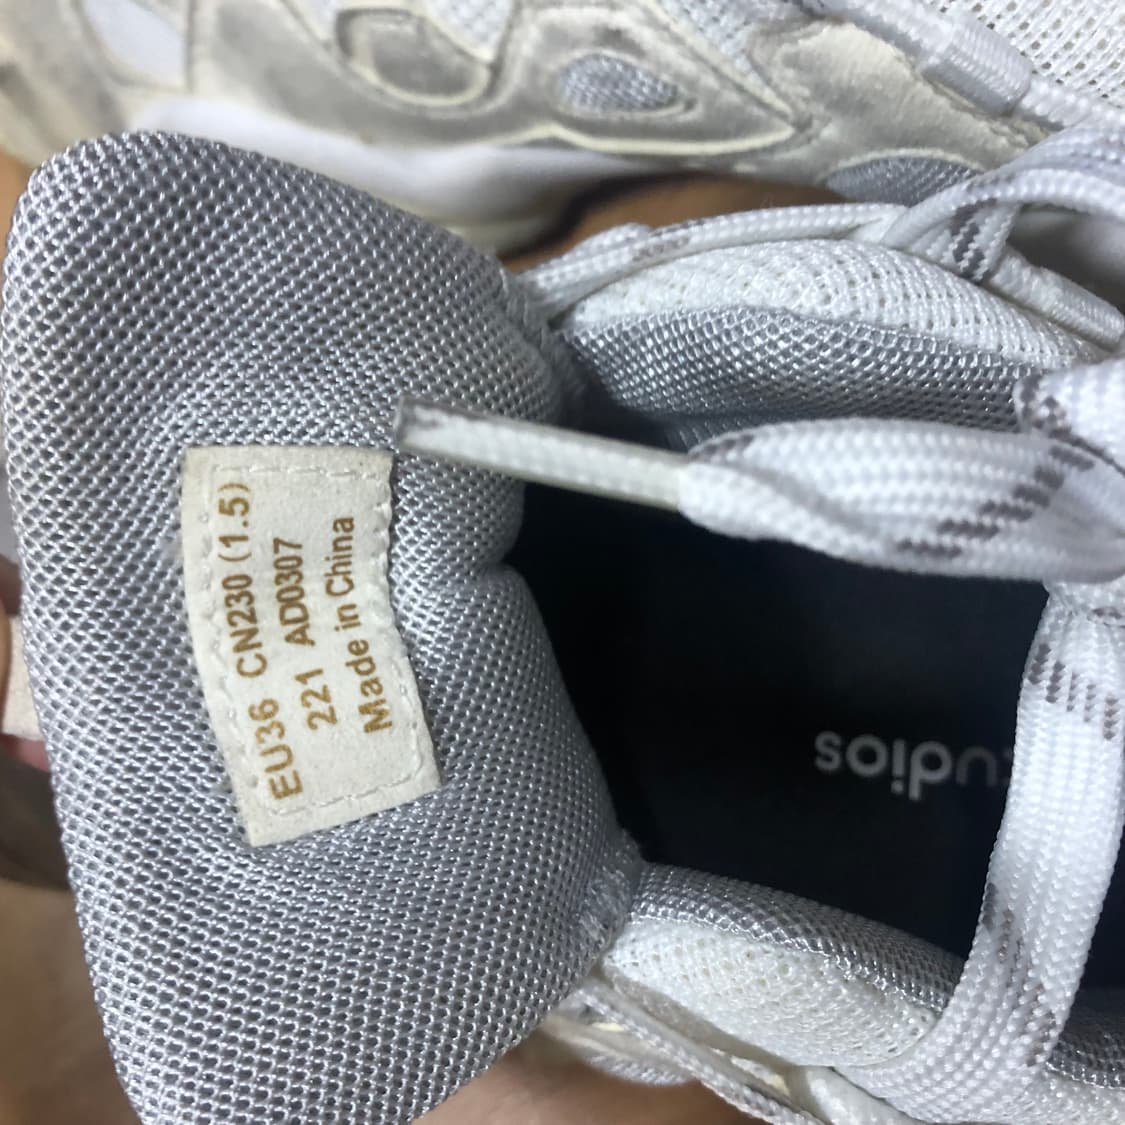 EU36 CN230 (1.5)
221 AD0307
Made in China